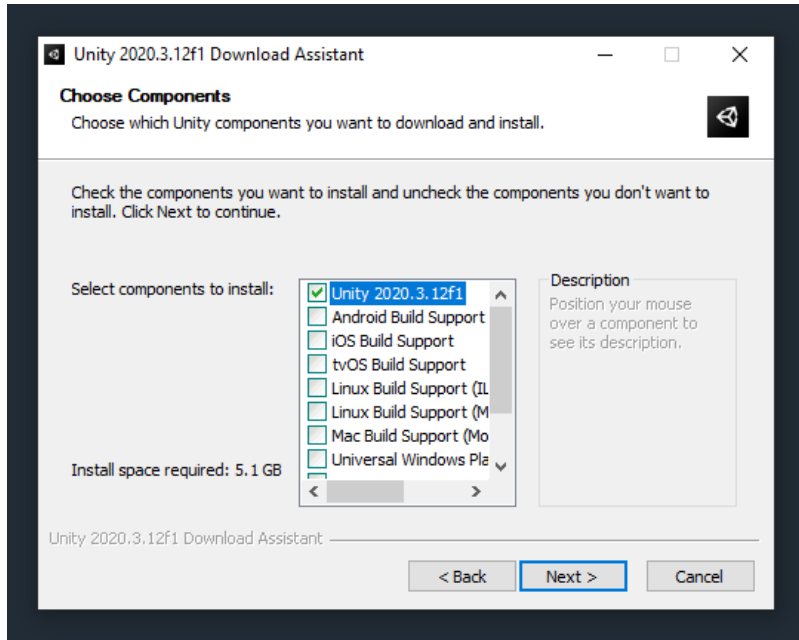 Unity 2020.3.12f1 Download Assistant
Choose Components
Choose which Unity components you want to download and install.
Check the components you want to install and uncheck the components you don't want to
install. Click Next to continue.
Select components to install:
Unity 2020.3.12f1
Android Build Support
iOS Build Support
tvOS Build Support
Linux Build Support (IL
Linux Build Support (M
Mac Build Support (Mo
Universal Windows Pla
Description
Position your mouse
over a component to
see its description.
Install space required: 5.1 GB
Unity 2020.3.12f1 Download Assistant
< Back
Next >
Cancel